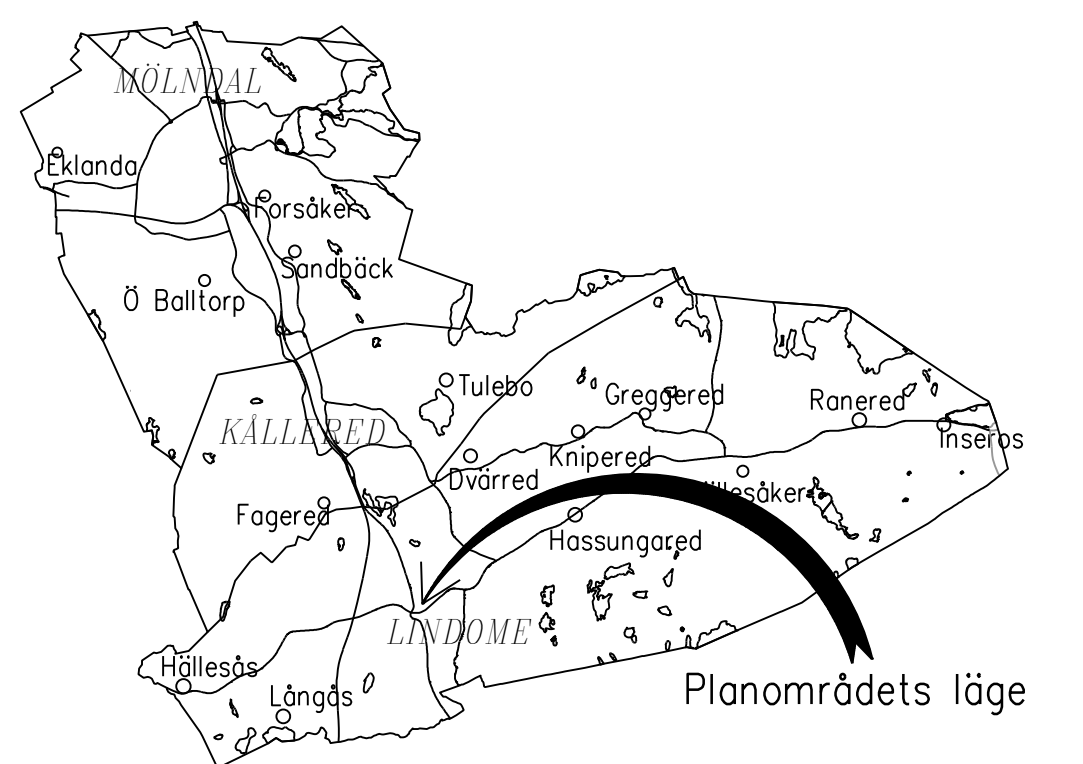 MÖLNDAL
Eklanda
Forsåker
Sandbäck
Ö Balltorp
Tulebo
Greggered
Ranered
KÅLLERED
Inseros
Knipered
Dvärred
Fagered
Hassungared
LINDOME
Hällesås
Långås
Planområdets läge